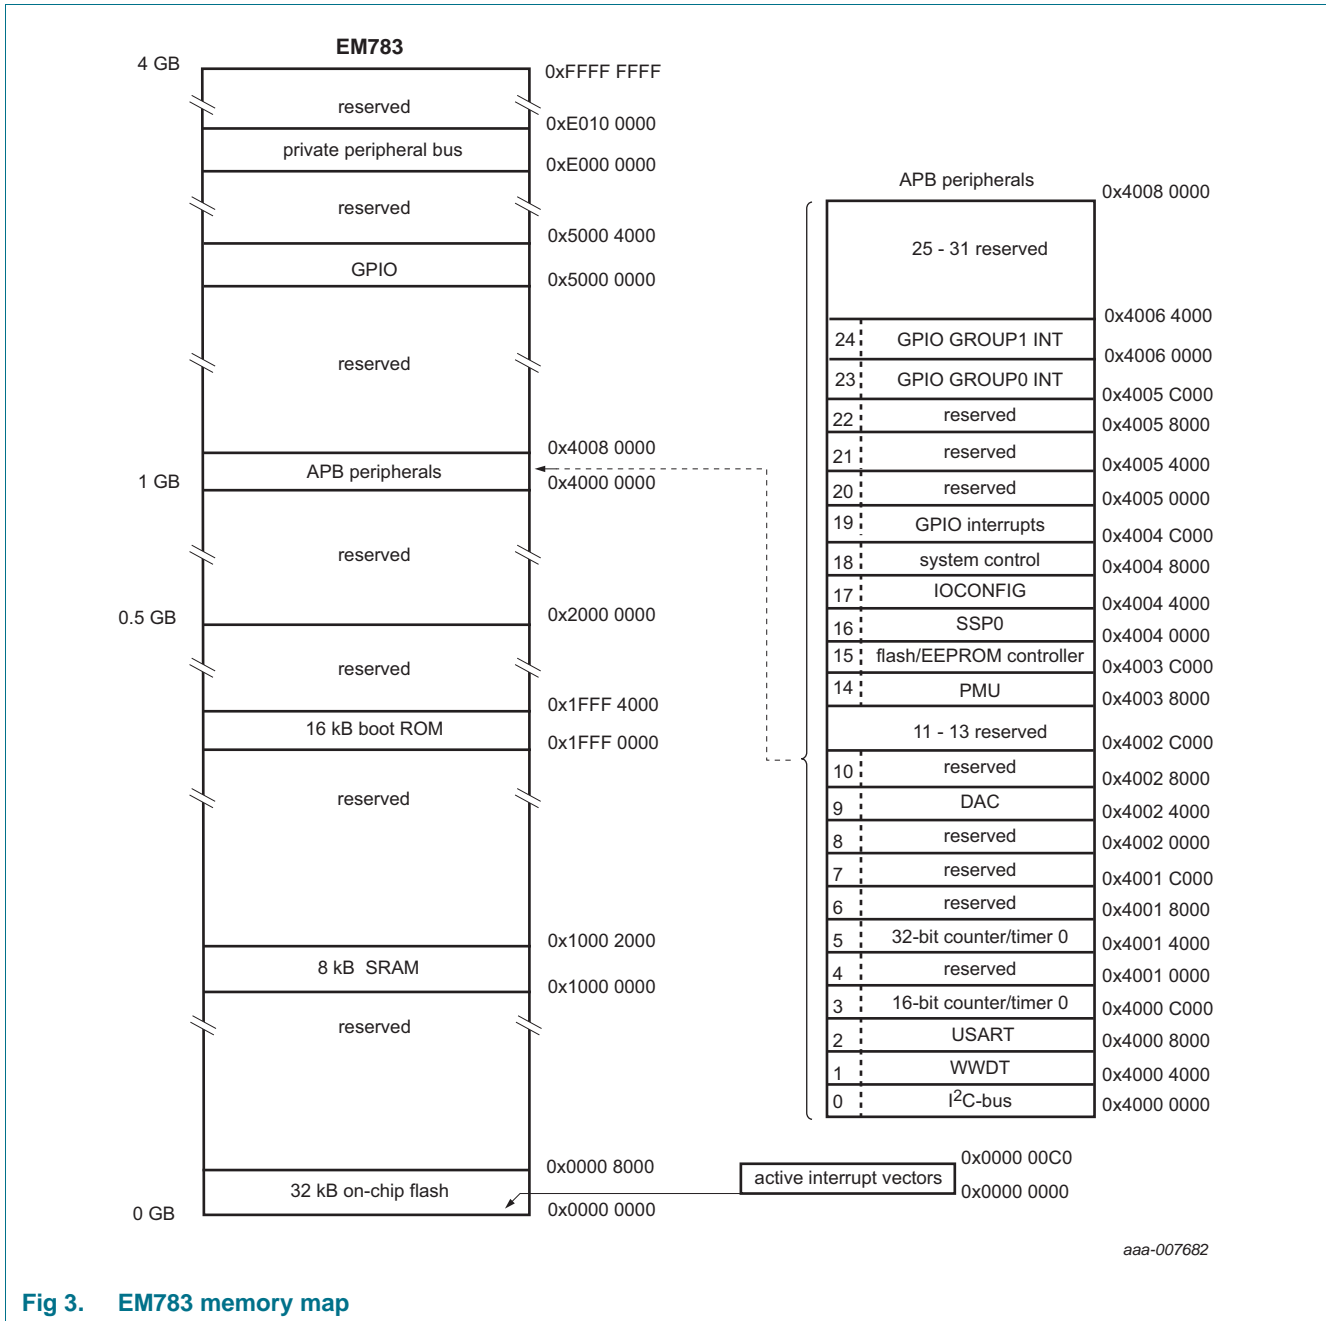 EM783
4 GB
0xFFFF FFFF
reserved
0xE010 0000
private peripheral bus
0xE000 0000
reserved
0x5000 4000
GPIO
0x5000 0000
reserved
0x4008 0000
APB peripherals
1 GB
0x4000 0000
reserved
0.5 GB
0x2000 0000
reserved
0x1FFF 4000
16 kB boot ROM
0x1FFF 0000
reserved
0x1000 2000
8 kB SRAM
0x1000 0000
reserved
0x0000 8000
32 kB on-chip flash
0 GB
0x0000 0000
APB peripherals
0x4008 0000
25 - 31 reserved
0x4006 4000
24 GPIO GROUP1 INT
0x4006 0000
23 GPIO GROUP0 INT
0x4005 C000
22 reserved
0x4005 8000
21 reserved
0x4005 4000
20 reserved
0x4005 0000
19 GPIO interrupts
0x4004 C000
18 system control
0x4004 8000
17 IOCONFIG
0x4004 4000
16 SSP0
0x4004 0000
15 flash/EEPROM controller
0x4003 C000
14 PMU
0x4003 8000
11 - 13 reserved
0x4002 C000
10 reserved
0x4002 8000
9 DAC
0x4002 4000
8 reserved
0x4002 0000
7 reserved
0x4001 C000
6 reserved
0x4001 8000
5 32-bit counter/timer 0
0x4001 4000
4 reserved
0x4001 0000
3 16-bit counter/timer 0
0x4000 C000
2 USART
0x4000 8000
1 WWDT
0x4000 4000
0 I2C-bus
0x4000 0000
0x0000 00C0
active interrupt vectors
0x0000 0000
aaa-007682
Fig 3. EM783 memory map